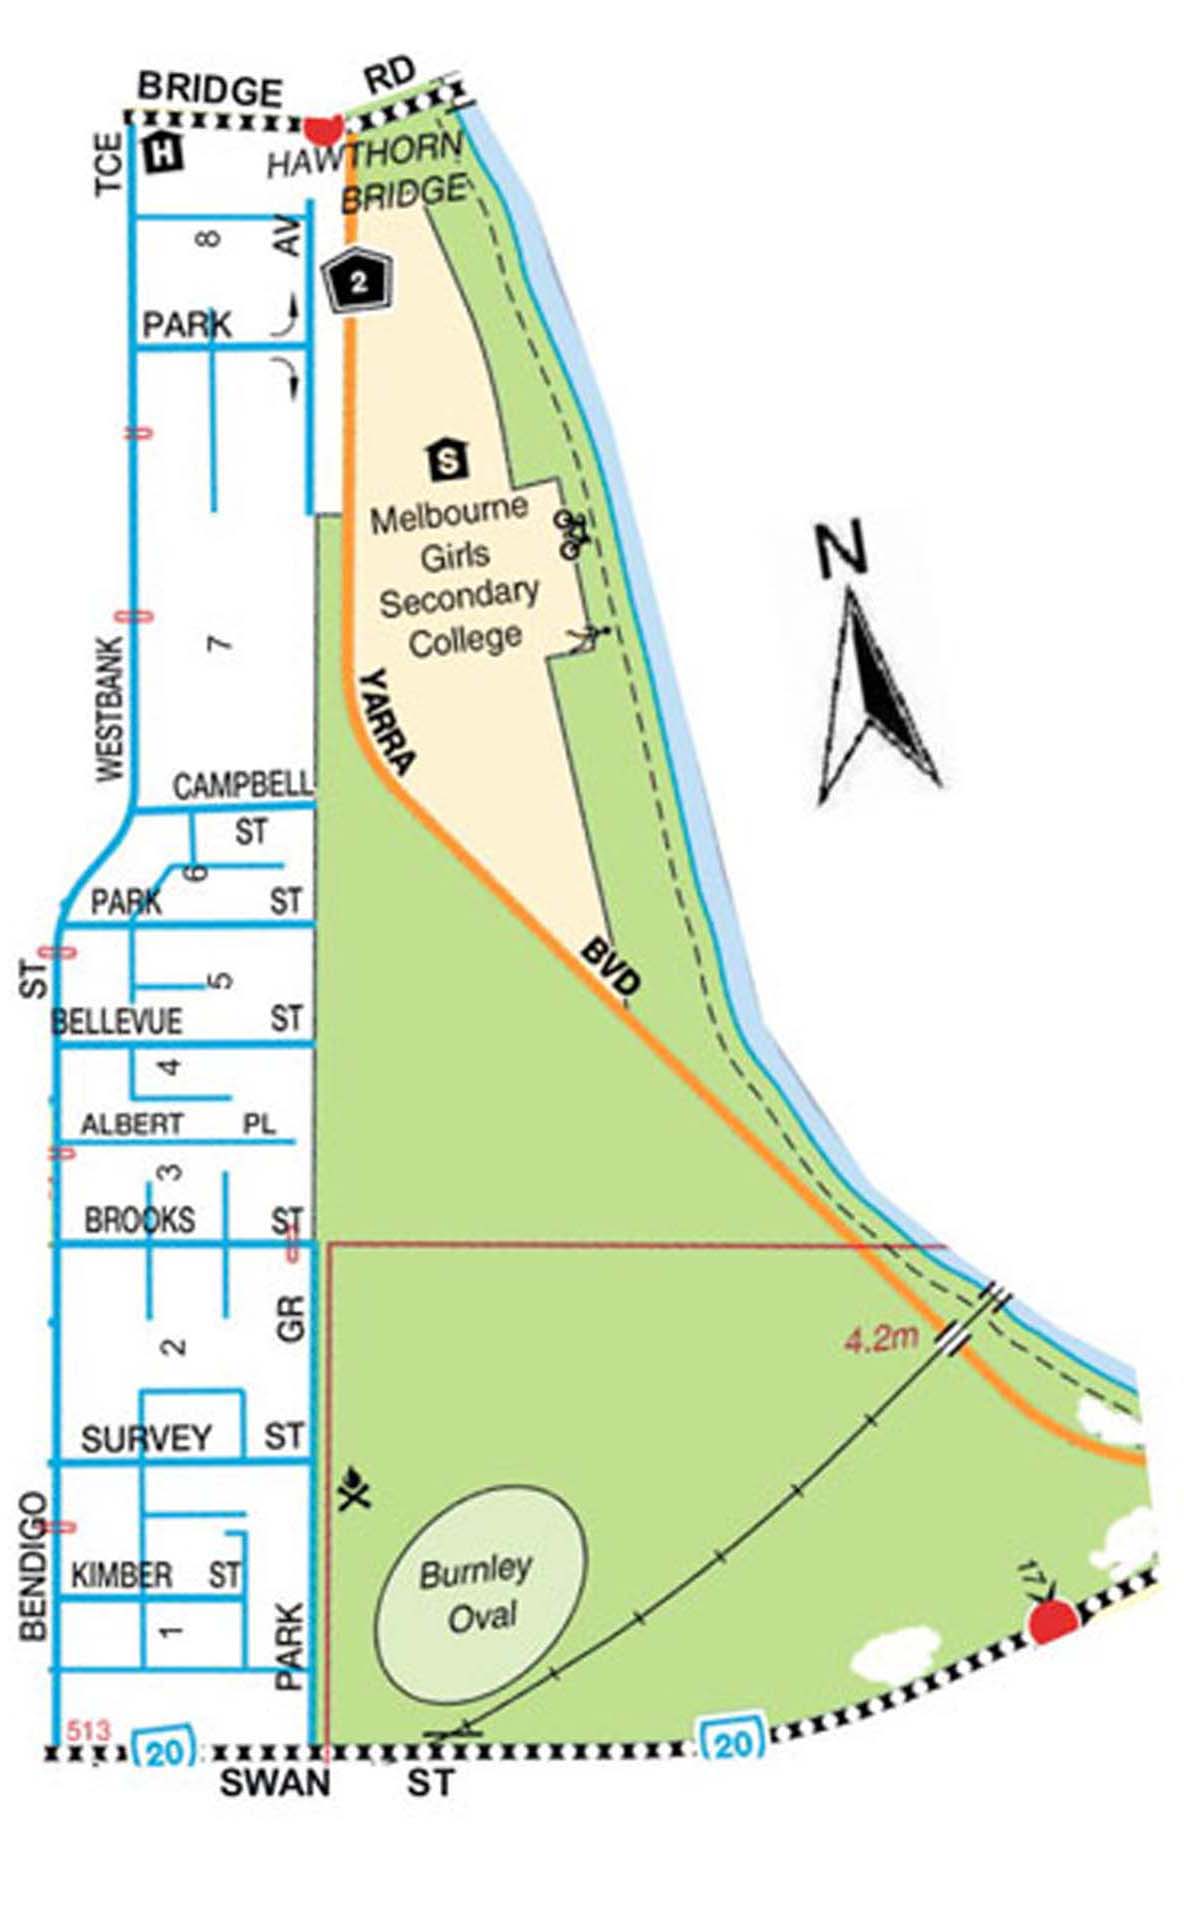 BRIDGE RD
TCE
H
HAWTHORN
BRIDGE
AV
8
2
PARK
S
Melbourne
Girls
Secondary
College
N
7
WESTBANK
YARRA
CAMPBELL
ST
6
PARK ST
BVD
ST
5
BELLEVUE ST
4
ALBERT PL
3
BROOKS ST
GR
4.2m
2
SURVEY ST
BENDIGO
KIMBER ST
Burnley
Oval
17
1
PARK
513
20
20
SWAN ST